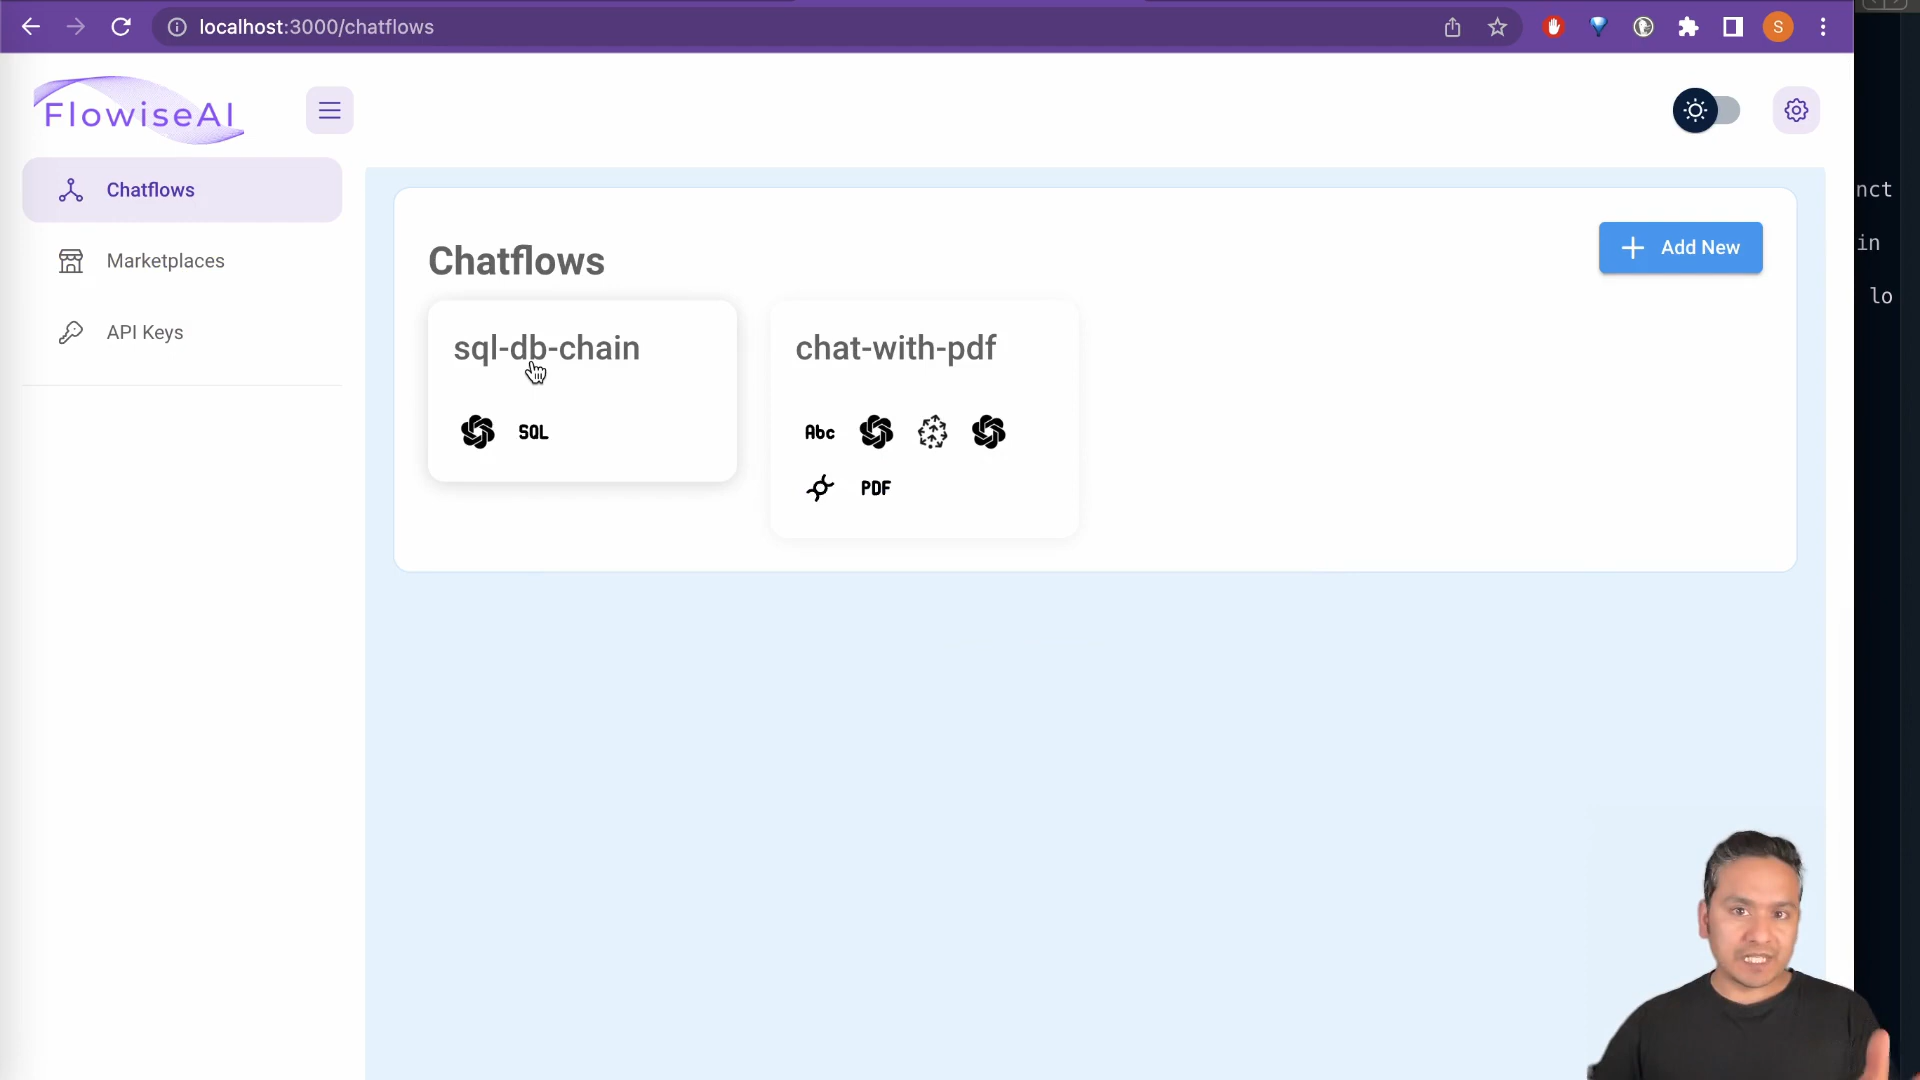 localhost:3000/chatflows
S
FlowiseAI
Chatflows
Marketplaces
API Keys
Chatflows
Add New
sql-db-chain
SQL
chat-with-pdf
Abc
PDF
nct
in
lo